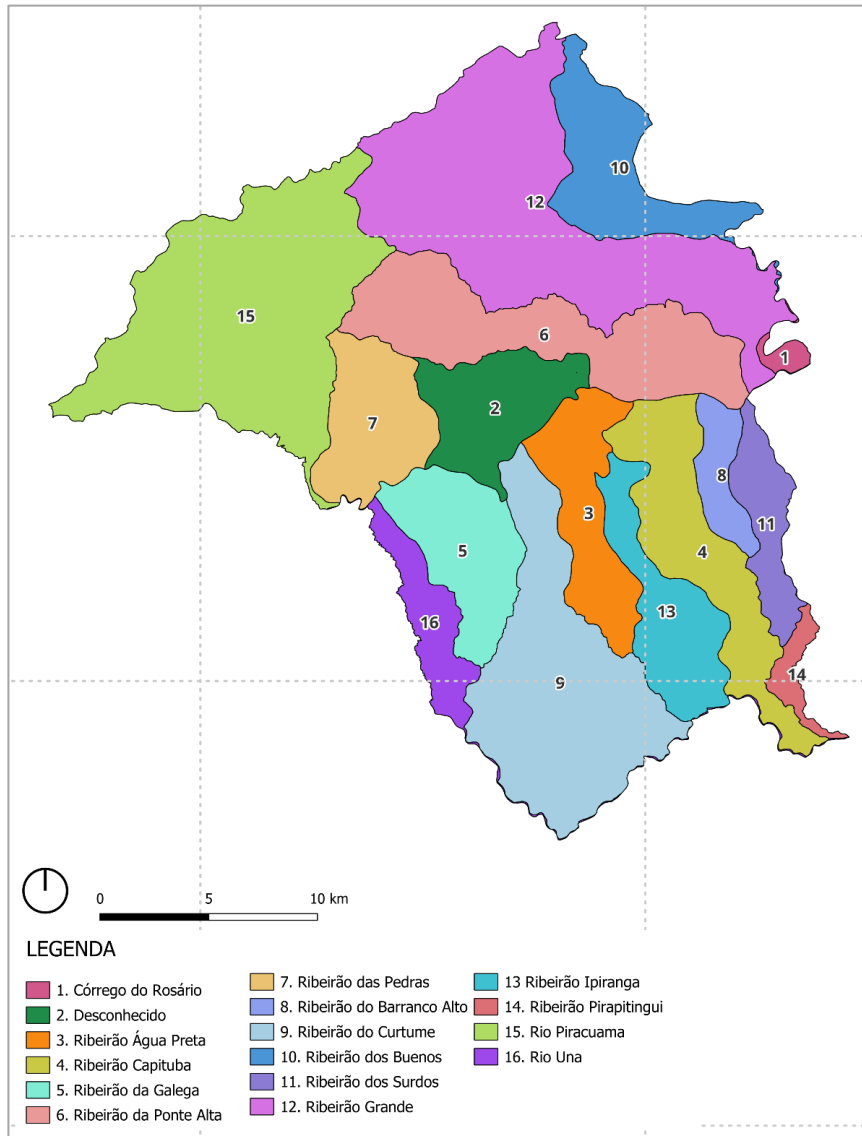 10
12
15
6
1
2
7
8
3
11
5
4
13
16
14
9
0 5 10 km
LEGENDA
1. Córrego do Rosário
2. Desconhecido
3. Ribeirão Água Preta
4. Ribeirão Capituba
5. Ribeirão da Galega
6. Ribeirão da Ponte Alta
7. Ribeirão das Pedras
8. Ribeirão do Barranco Alto
9. Ribeirão do Curtume
10. Ribeirão dos Buenos
11. Ribeirão dos Surdos
12. Ribeirão Grande
13 Ribeirão Ipiranga
14. Ribeirão Pirapitingui
15. Rio Piracuama
16. Rio Una